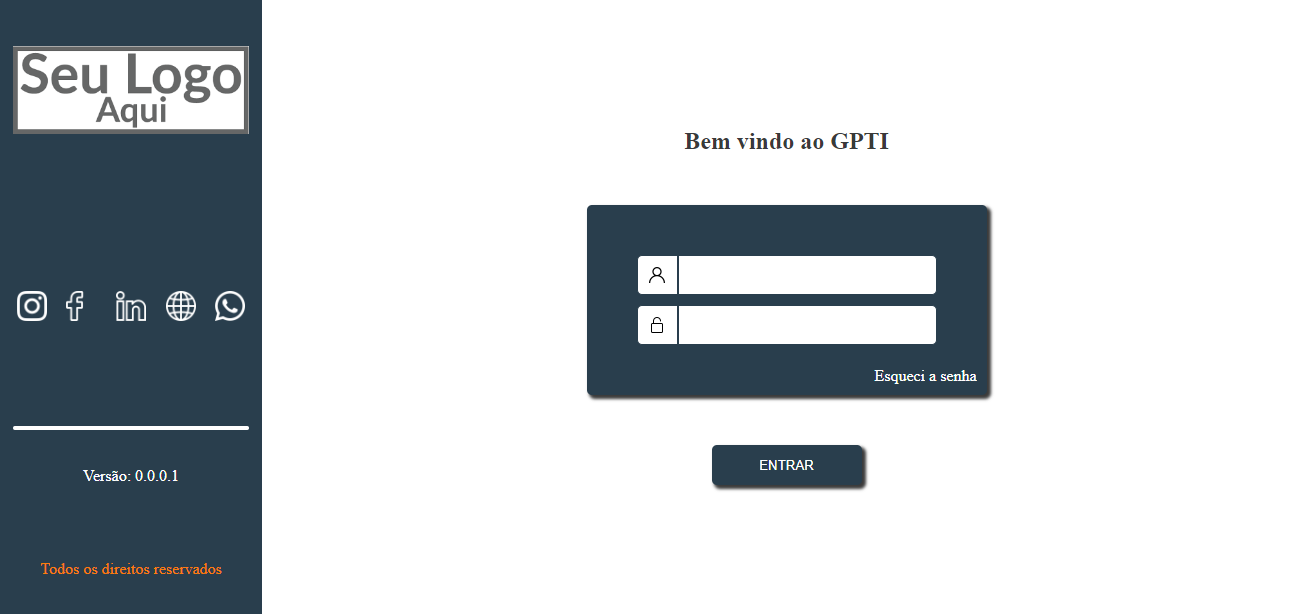 Seu Logo
Aqui
Versão: 0.0.0.1
Todos os direitos reservados
Bem vindo ao GPTI
Esqueci a senha
ENTRAR